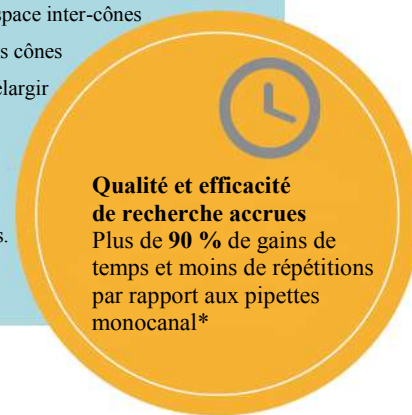 space inter-cônes
s cônes
élargir
s.
Qualité et efficacité
de recherche accrues
Plus de 90 % de gains de
temps et moins de répétitions
par rapport aux pipettes
monocanal*